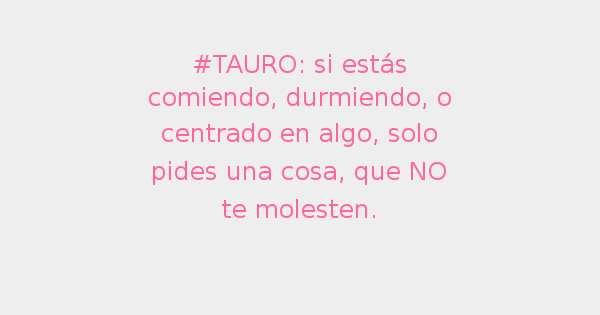 #TAURO: si estás
comiendo, durmiendo, o
centrado en algo, solo
pides una cosa, que NO
te molesten.